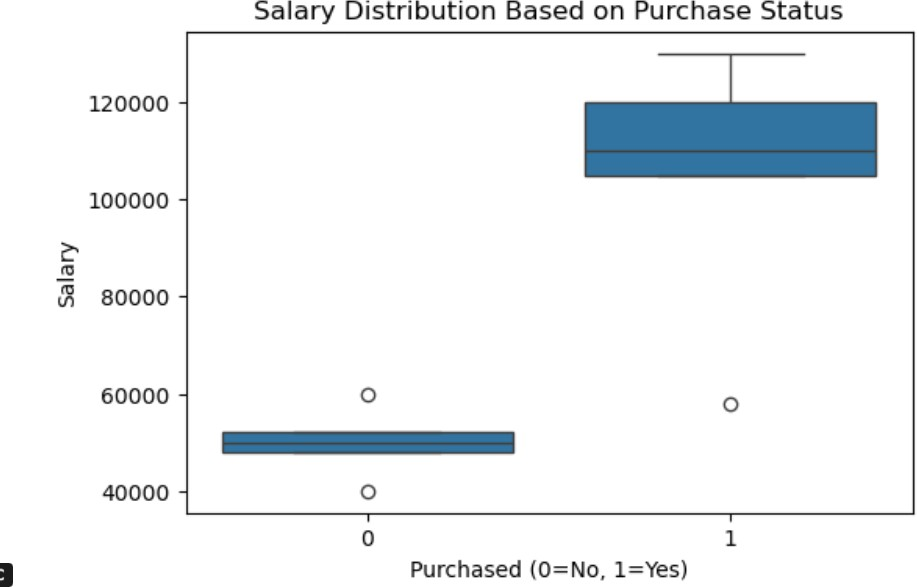 Salary Distribution Based on Purchase Status
120000
100000
80000
60000
40000
Salary
0 1
Purchased (0=No, 1=Yes)